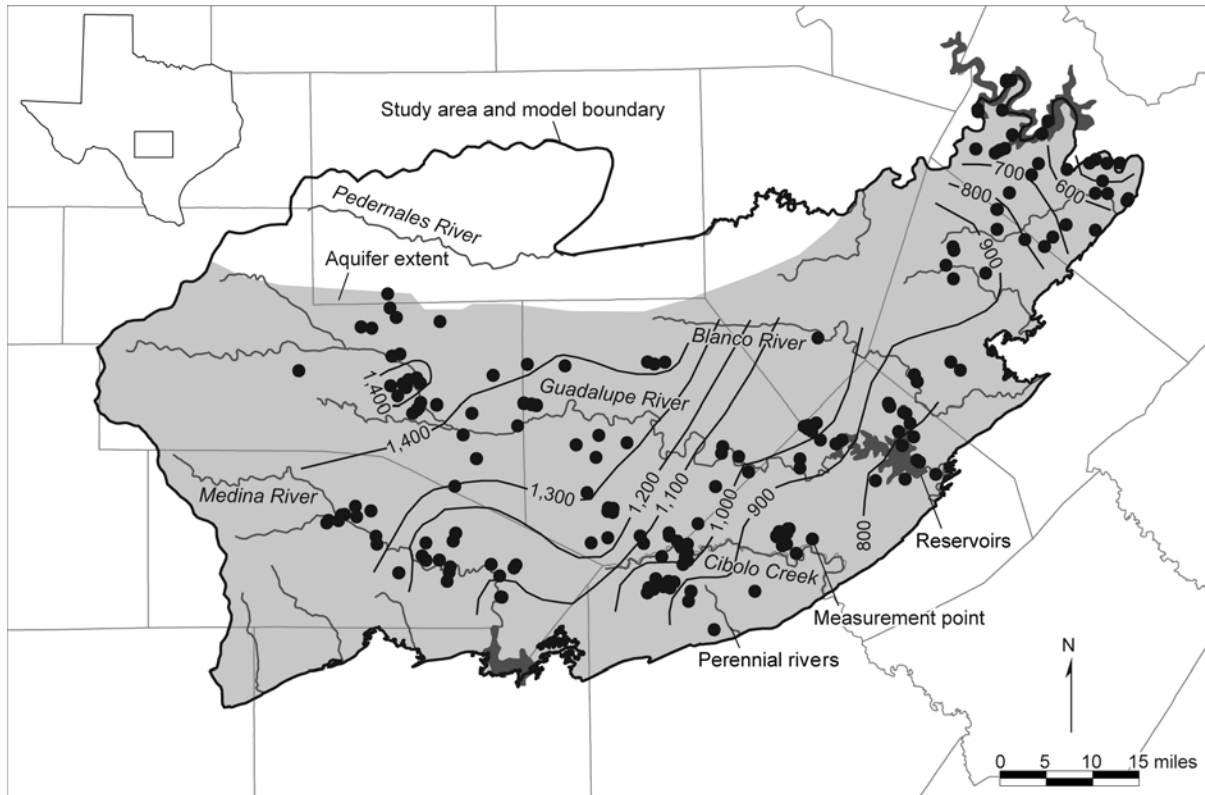 Study area and model boundary
Pedernales River
Aquifer extent
700
800
600
900
Blanco River
1,400
Guadalupe River
1,400
1,300
1,200
1,100
1,000
900
800
Medina River
Reservoirs
Cibolo Creek
Measurement point
Perennial rivers
N
0 5 10 15 miles